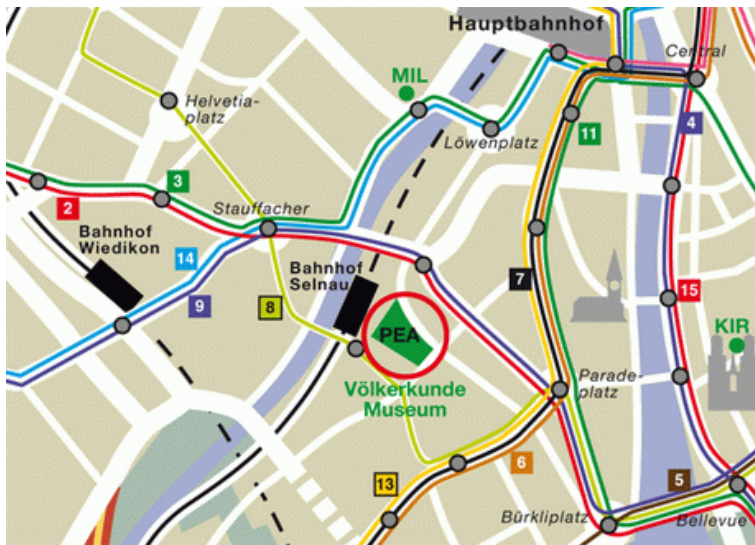 Hauptbahnhof
Central
MIL
Helvetia-
platz
Löwenplatz
11
4
3
2
Stauffacher
Bahnhof
Wiedikon
14
9
8
Bahnhof
Selnau
7
15
PEA
KIR
Völkerkunde
Museum
Parade-
platz
6
13
5
Bürkliplatz
Bellevue